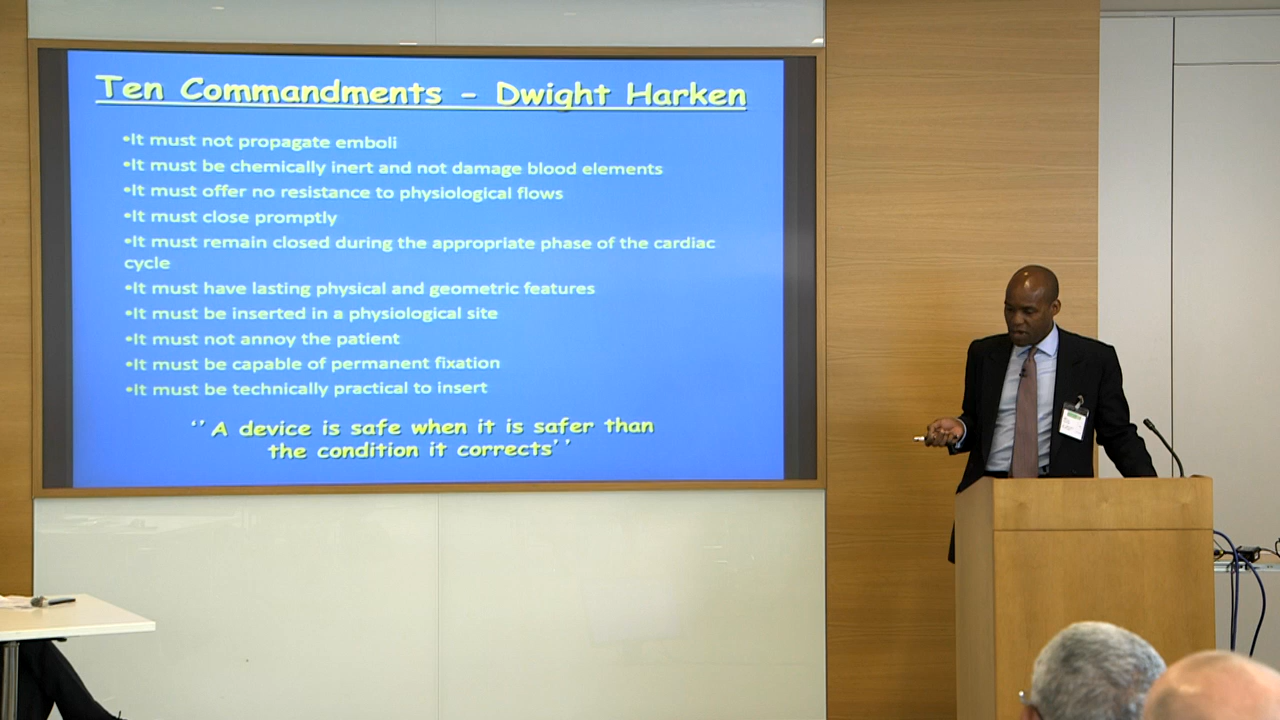 Ten Commandments - Dwight Harken
•It must not propagate emboli
•It must be chemically inert and not damage blood elements
•It must offer no resistance to physiological flows
•It must close promptly
•It must remain closed during the appropriate phase of the cardiac
cycle
•It must have lasting physical and geometric features
•It must be inserted in a physiological site
•It must not annoy the patient
•It must be capable of permanent fixation
•It must be technically practical to insert
‘‘A device is safe when it is safer than
the condition it corrects’’